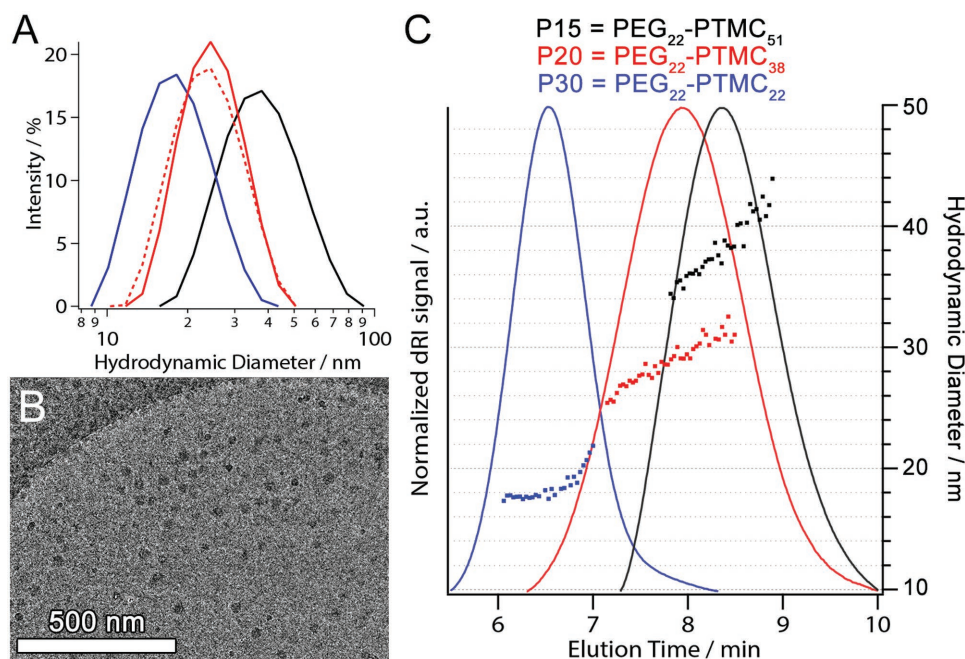 A
Intensity / %
20
15
10
5
0
8 9 10 2 3 4 5 6 7 8 9 100
Hydrodynamic Diameter / nm
B
500 nm
C
P15 = PEG₂₂-PTMC₅₁
P20 = PEG₂₂-PTMC₃₈
P30 = PEG₂₂-PTMC₂₂
Normalized dRI signal / a.u.
50
40
30
20
10
Hydrodynamic Diameter / nm
6 7 8 9 10
Elution Time / min